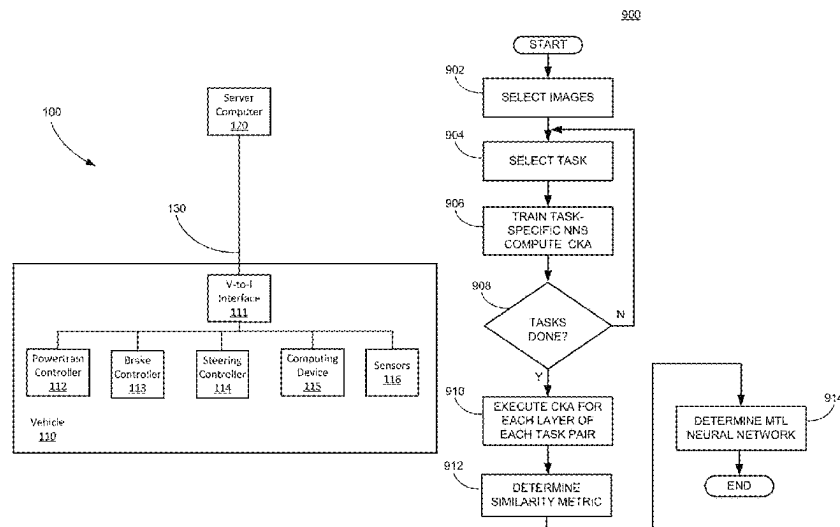 900
START
902
SELECT IMAGES
904
SELECT TASK
906
TRAIN TASK-
SPECIFIC NNS
COMPUTE CKA
908
TASKS
DONE?
N
Y
910
EXECUTE CKA FOR
EACH LAYER OF
EACH TASK PAIR
912
DETERMINE
SIMILARITY METRIC
914
DETERMINE MTL
NEURAL NETWORK
END
100
Server
Computer
120
130
V-to-I
Interface
111
Powertrain
Controller
112
Brake
Controller
113
Steering
Controller
114
Computing
Device
115
Sensors
116
Vehicle
110